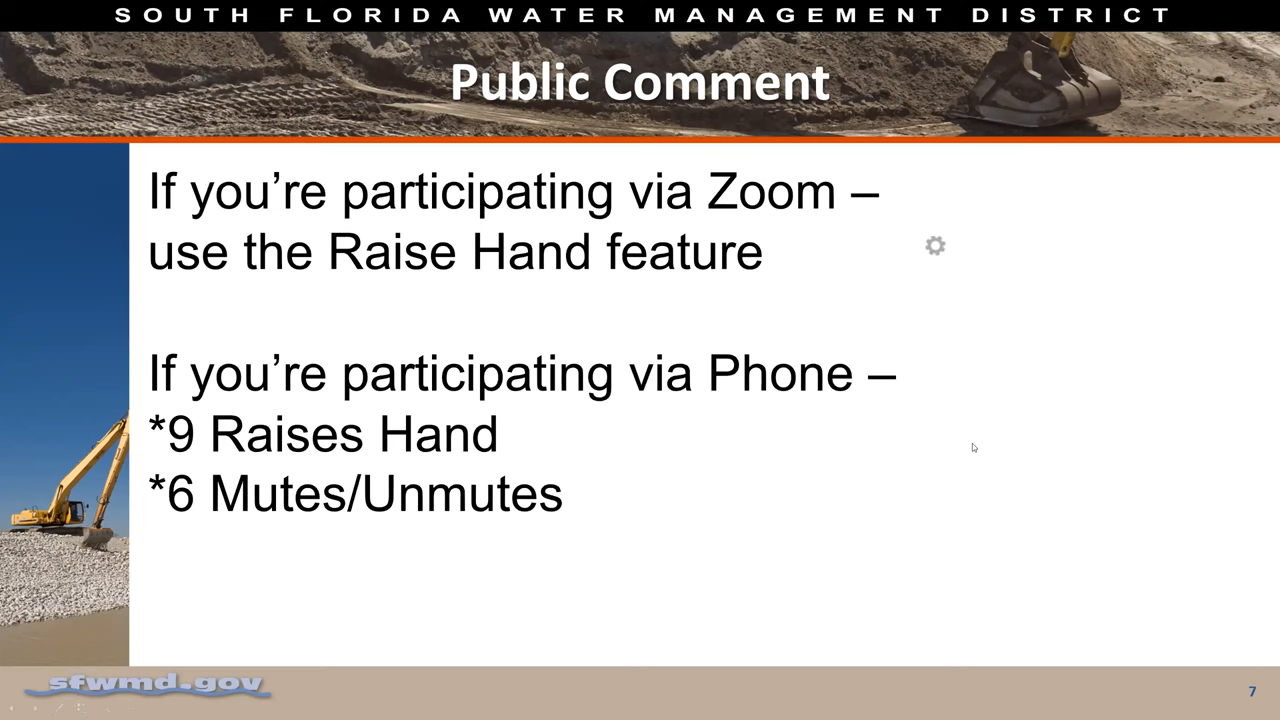 SOUTH FLORIDA WATER MANAGEMENT DISTRICT
Public Comment
If you’re participating via Zoom –
use the Raise Hand feature
If you’re participating via Phone –
*9 Raises Hand
*6 Mutes/Unmutes
sfwmd.gov
7